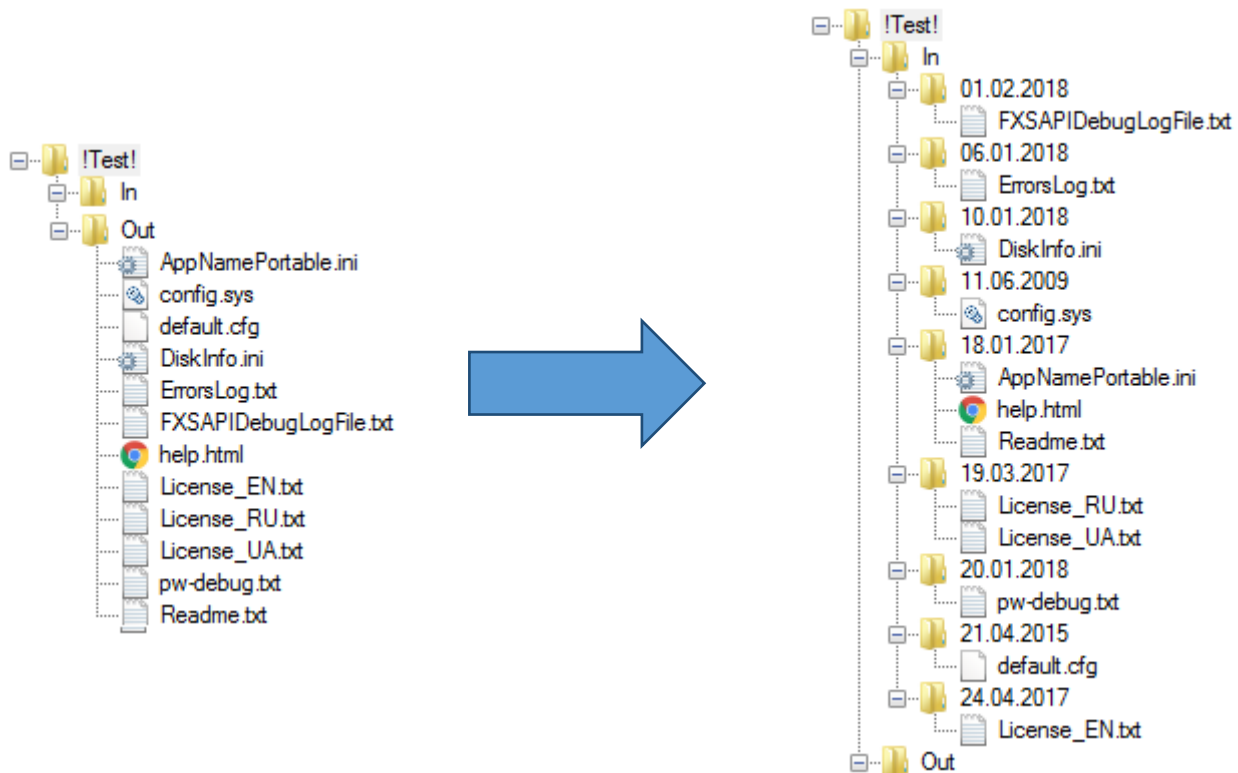 !Test!
In
Out
AppNamePortable.ini
config.sys
default.cfg
DiskInfo.ini
ErrorsLog.txt
FXSAPIDebugLogFile.txt
help.html
License_EN.txt
License_RU.txt
License_UA.txt
pw-debug.txt
Readme.txt
!Test!
In
01.02.2018
FXSAPIDebugLogFile.txt
06.01.2018
ErrorsLog.txt
10.01.2018
DiskInfo.ini
11.06.2009
config.sys
18.01.2017
AppNamePortable.ini
help.html
Readme.txt
19.03.2017
License_RU.txt
License_UA.txt
20.01.2018
pw-debug.txt
21.04.2015
default.cfg
24.04.2017
License_EN.txt
Out